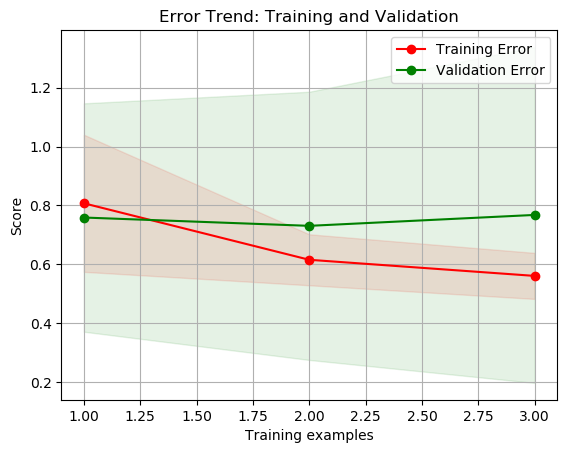 Error Trend: Training and Validation
Training Error
Validation Error
Score
1.2
1.0
0.8
0.6
0.4
0.2
1.00 1.25 1.50 1.75 2.00 2.25 2.50 2.75 3.00
Training examples